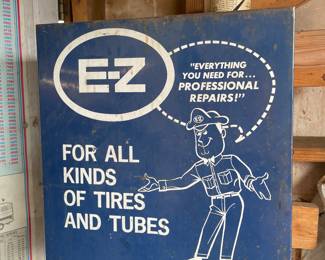 E-Z
"EVERYTHING
YOU NEED FOR...
PROFESSIONAL
REPAIRS!"
FOR ALL
KINDS
OF TIRES
AND TUBES